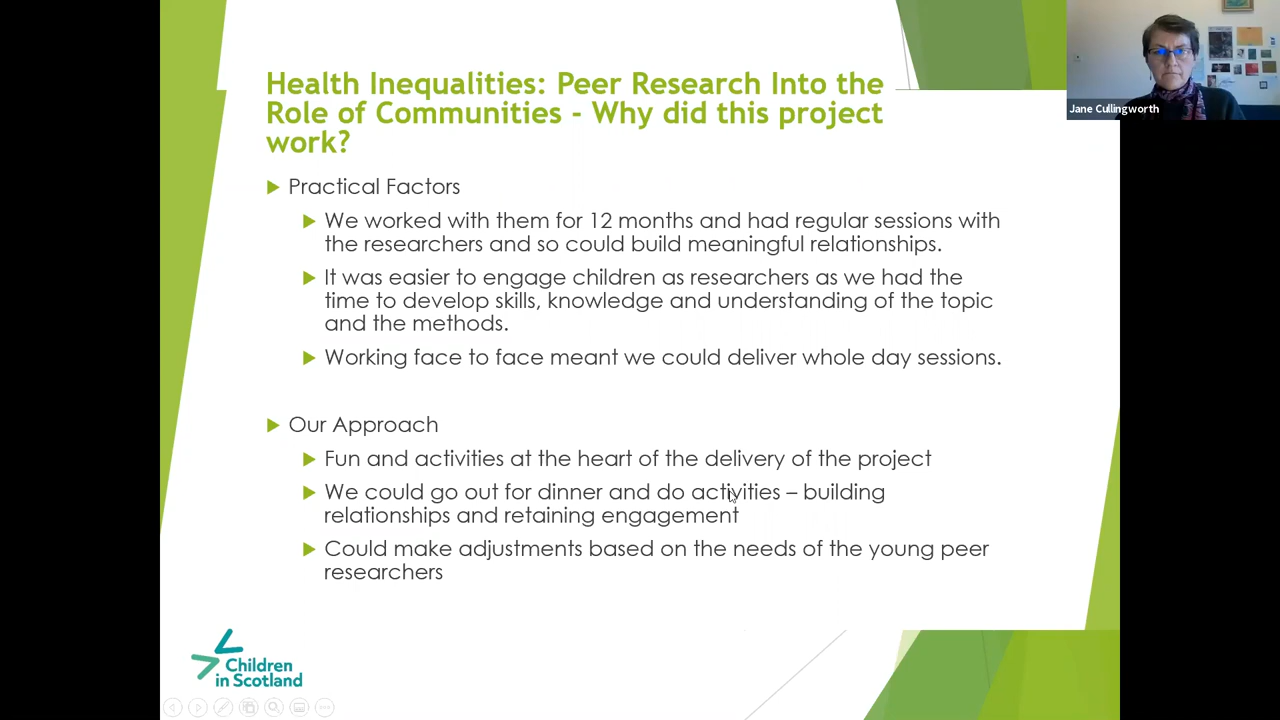 Health Inequalities: Peer Research Into the
Role of Communities - Why did this project
work?
Practical Factors
We worked with them for 12 months and had regular sessions with
the researchers and so could build meaningful relationships.
It was easier to engage children as researchers as we had the
time to develop skills, knowledge and understanding of the topic
and the methods.
Working face to face meant we could deliver whole day sessions.
Our Approach
Fun and activities at the heart of the delivery of the project
We could go out for dinner and do activities – building
relationships and retaining engagement
Could make adjustments based on the needs of the young peer
researchers
Children
in Scotland
Jane Cullingworth